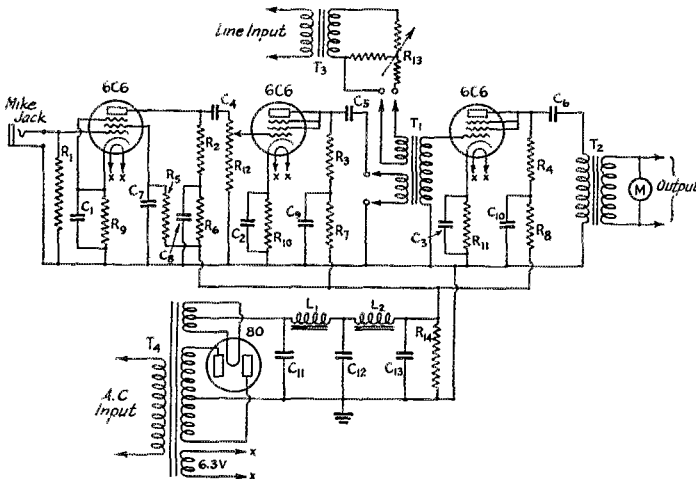 Line Input
T3
R13
6C6
6C6
6C6
Mike
Jack
C4
C5
T1
C6
T2
R1
R5
R2
R12
R3
R4
M
Output
C1
C7
R9
C8
R6
C2
R10
C9
R7
C3
R11
C10
R8
x x
x x
x x
T4
80
L1
L2
R14
C11
C12
C13
A.C
Input
6.3V
x
x